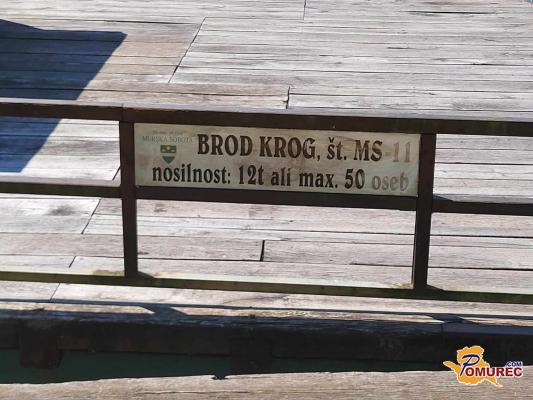 MURSKA SOBOTA
BROD KROG, št. MS-11
nosilnost: 12t ali max. 50 oseb
POMUREC.COM